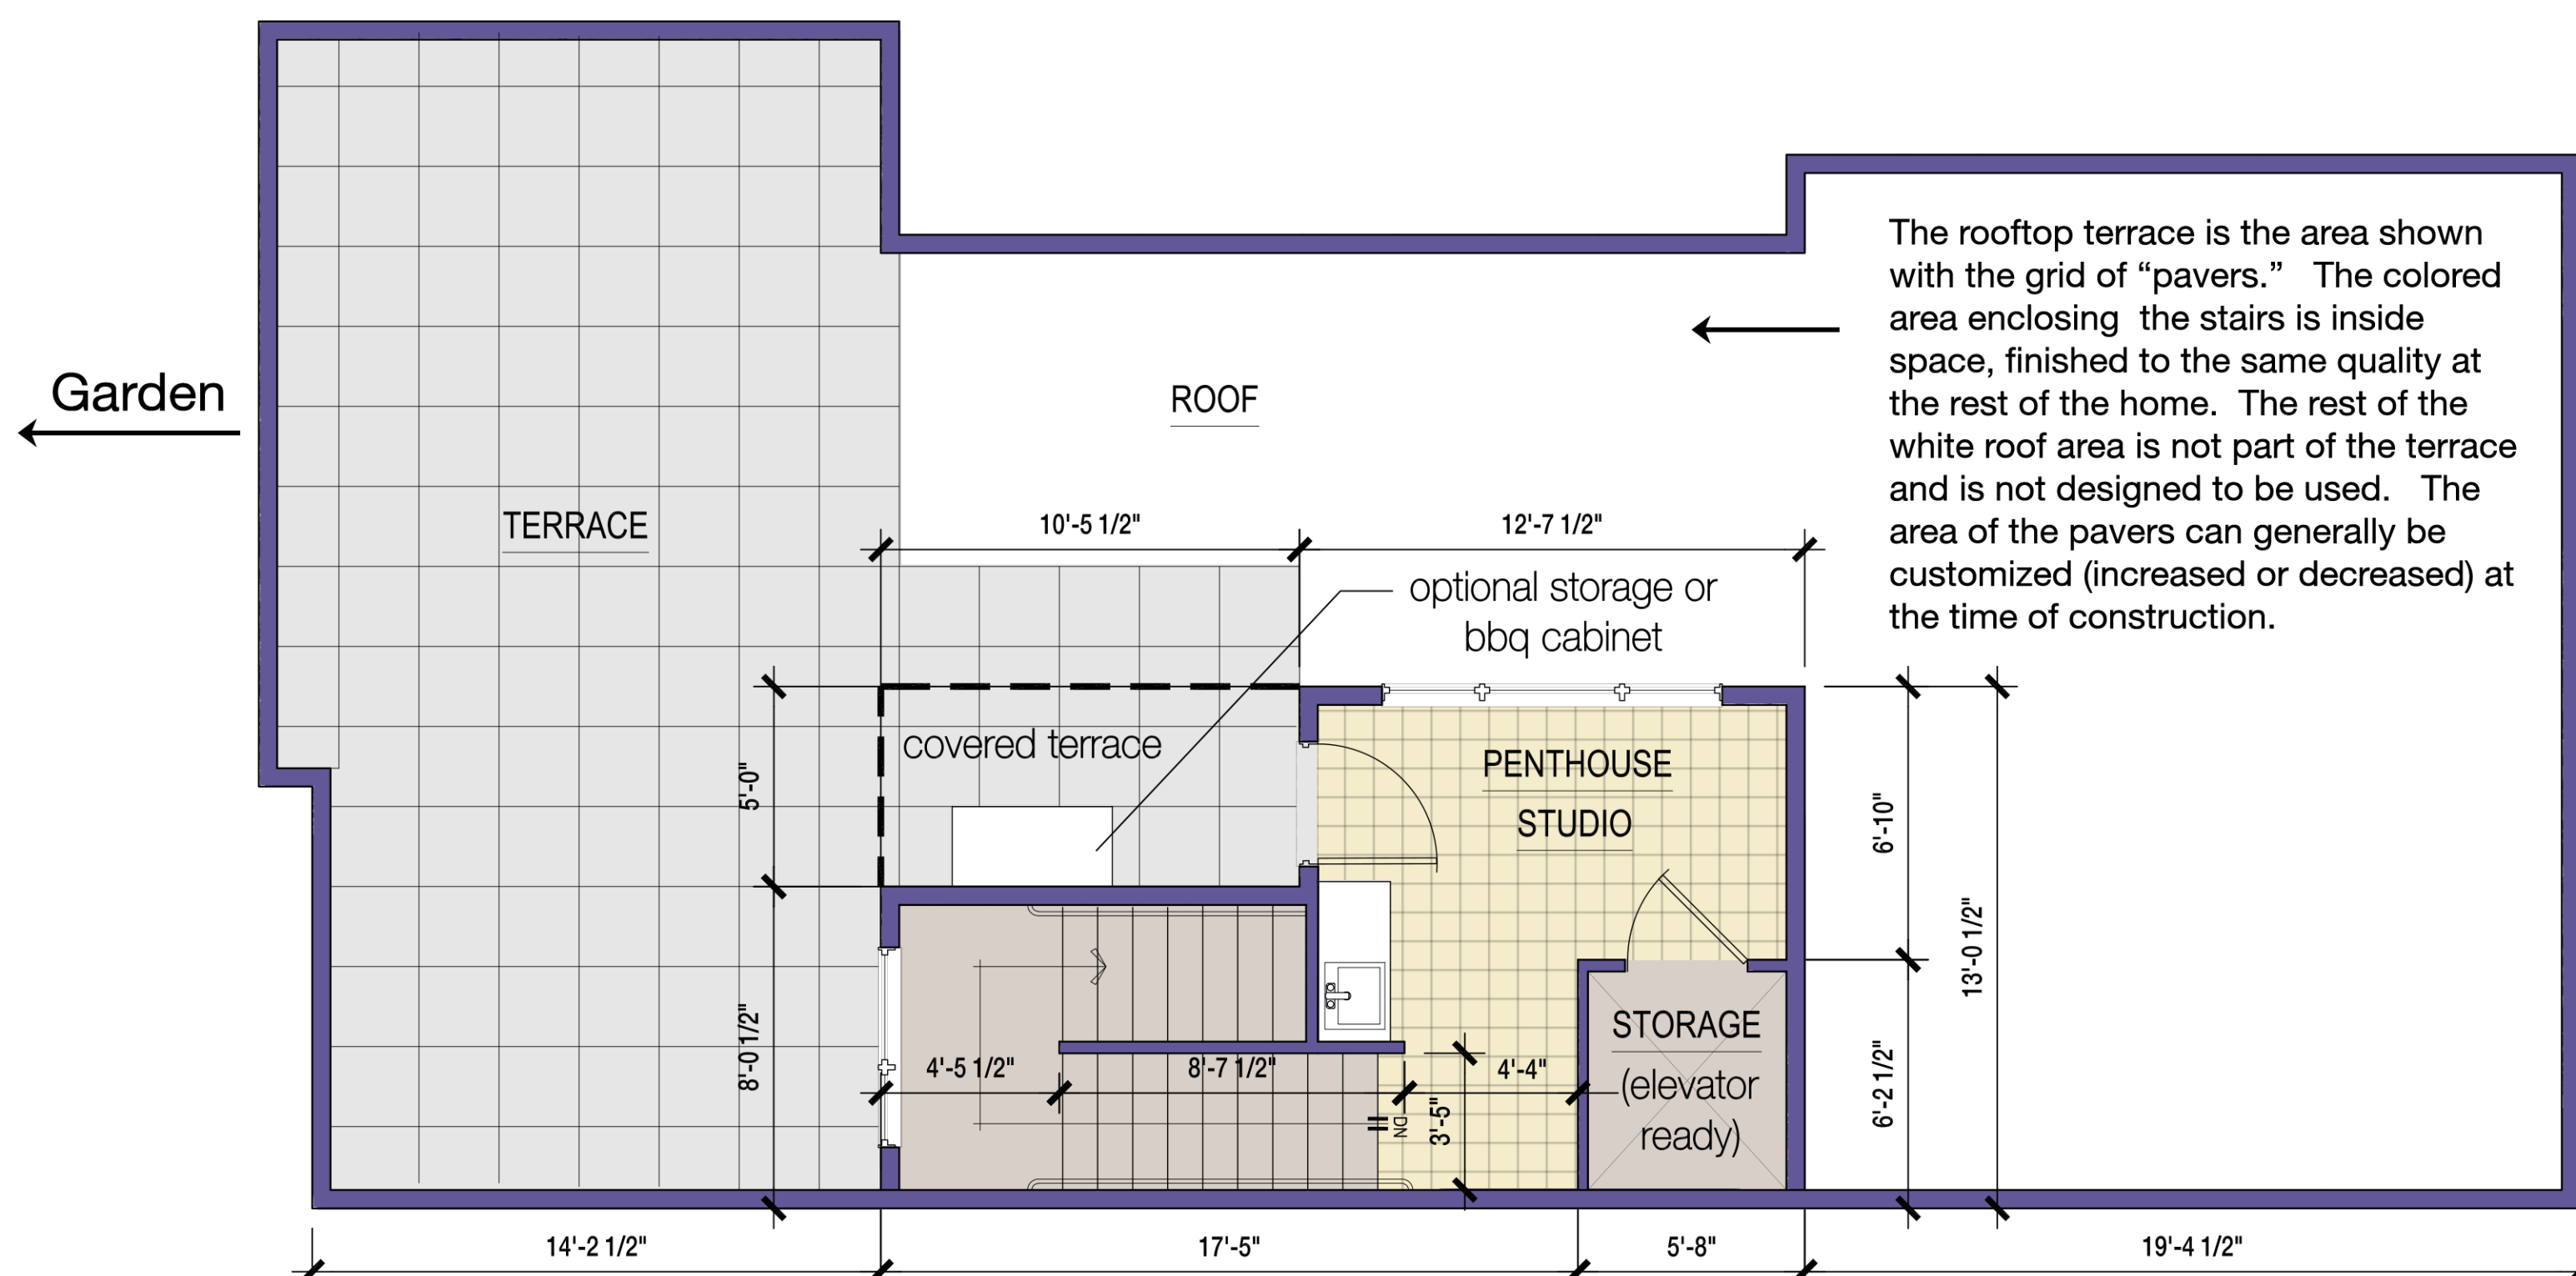 The rooftop terrace is the area shown
with the grid of “pavers.”   The colored
area enclosing  the stairs is inside
space, finished to the same quality at
the rest of the home.  The rest of the
white roof area is not part of the terrace
and is not designed to be used.   The
area of the pavers can generally be
customized (increased or decreased) at
the time of construction.
Garden
ROOF
TERRACE
10'-5 1/2"
12'-7 1/2"
optional storage or
bbq cabinet
covered terrace
5'-0"
PENTHOUSE
STUDIO
6'-10"
13'-0 1/2"
8'-0 1/2"
4'-5 1/2"
8'-7 1/2"
4'-4"
DN
3'-5"
STORAGE
(elevator
ready)
6'-2 1/2"
14'-2 1/2"
17'-5"
5'-8"
19'-4 1/2"